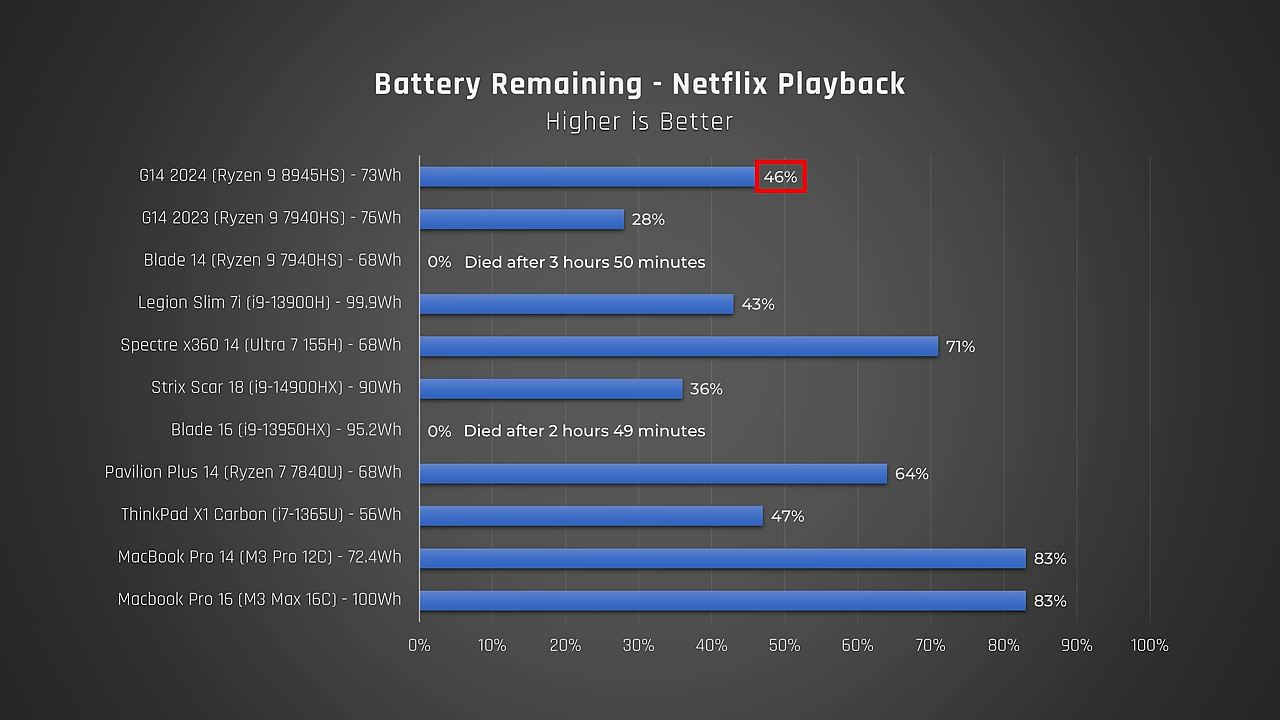 Battery Remaining - Netflix Playback
Higher is Better
G14 2024 (Ryzen 9 8945HS) - 73Wh 46%
G14 2023 (Ryzen 9 7940HS) - 76Wh 28%
Blade 14 (Ryzen 9 7940HS) - 68Wh 0% Died after 3 hours 50 minutes
Legion Slim 7i (i9-13900H) - 99.9Wh 43%
Spectre x360 14 (Ultra 7 155H) - 68Wh 71%
Strix Scar 18 (i9-14900HX) - 90Wh 36%
Blade 16 (i9-13950HX) - 95.2Wh 0% Died after 2 hours 49 minutes
Pavilion Plus 14 (Ryzen 7 7840U) - 68Wh 64%
ThinkPad X1 Carbon (i7-1365U) - 56Wh 47%
MacBook Pro 14 (M3 Pro 12C) - 72.4Wh 83%
Macbook Pro 16 (M3 Max 16C) - 100Wh 83%
0% 10% 20% 30% 40% 50% 60% 70% 80% 90% 100%